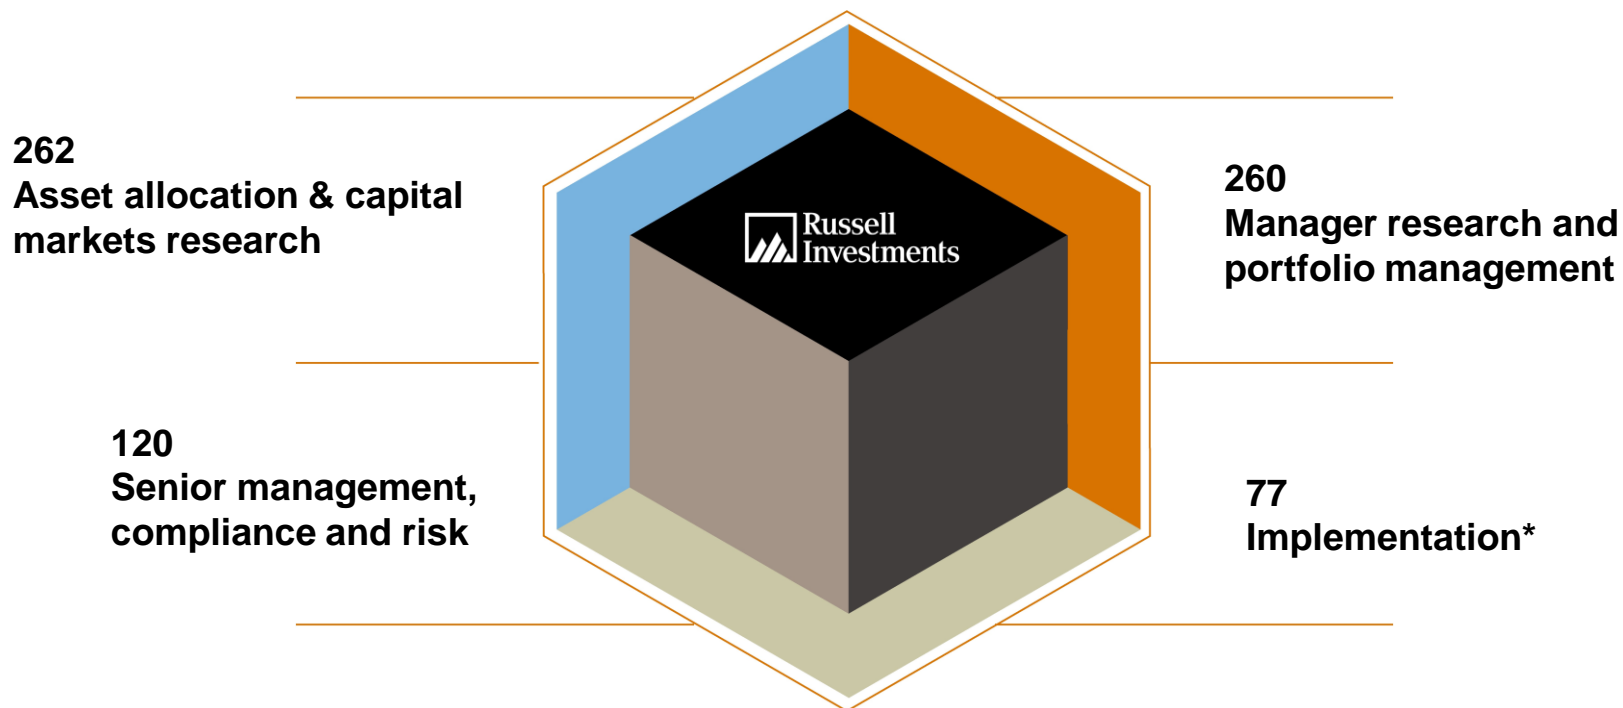 262
Asset allocation & capital
markets research
Russell
Investments
260
Manager research and
portfolio management
120
Senior management,
compliance and risk
77
Implementation*